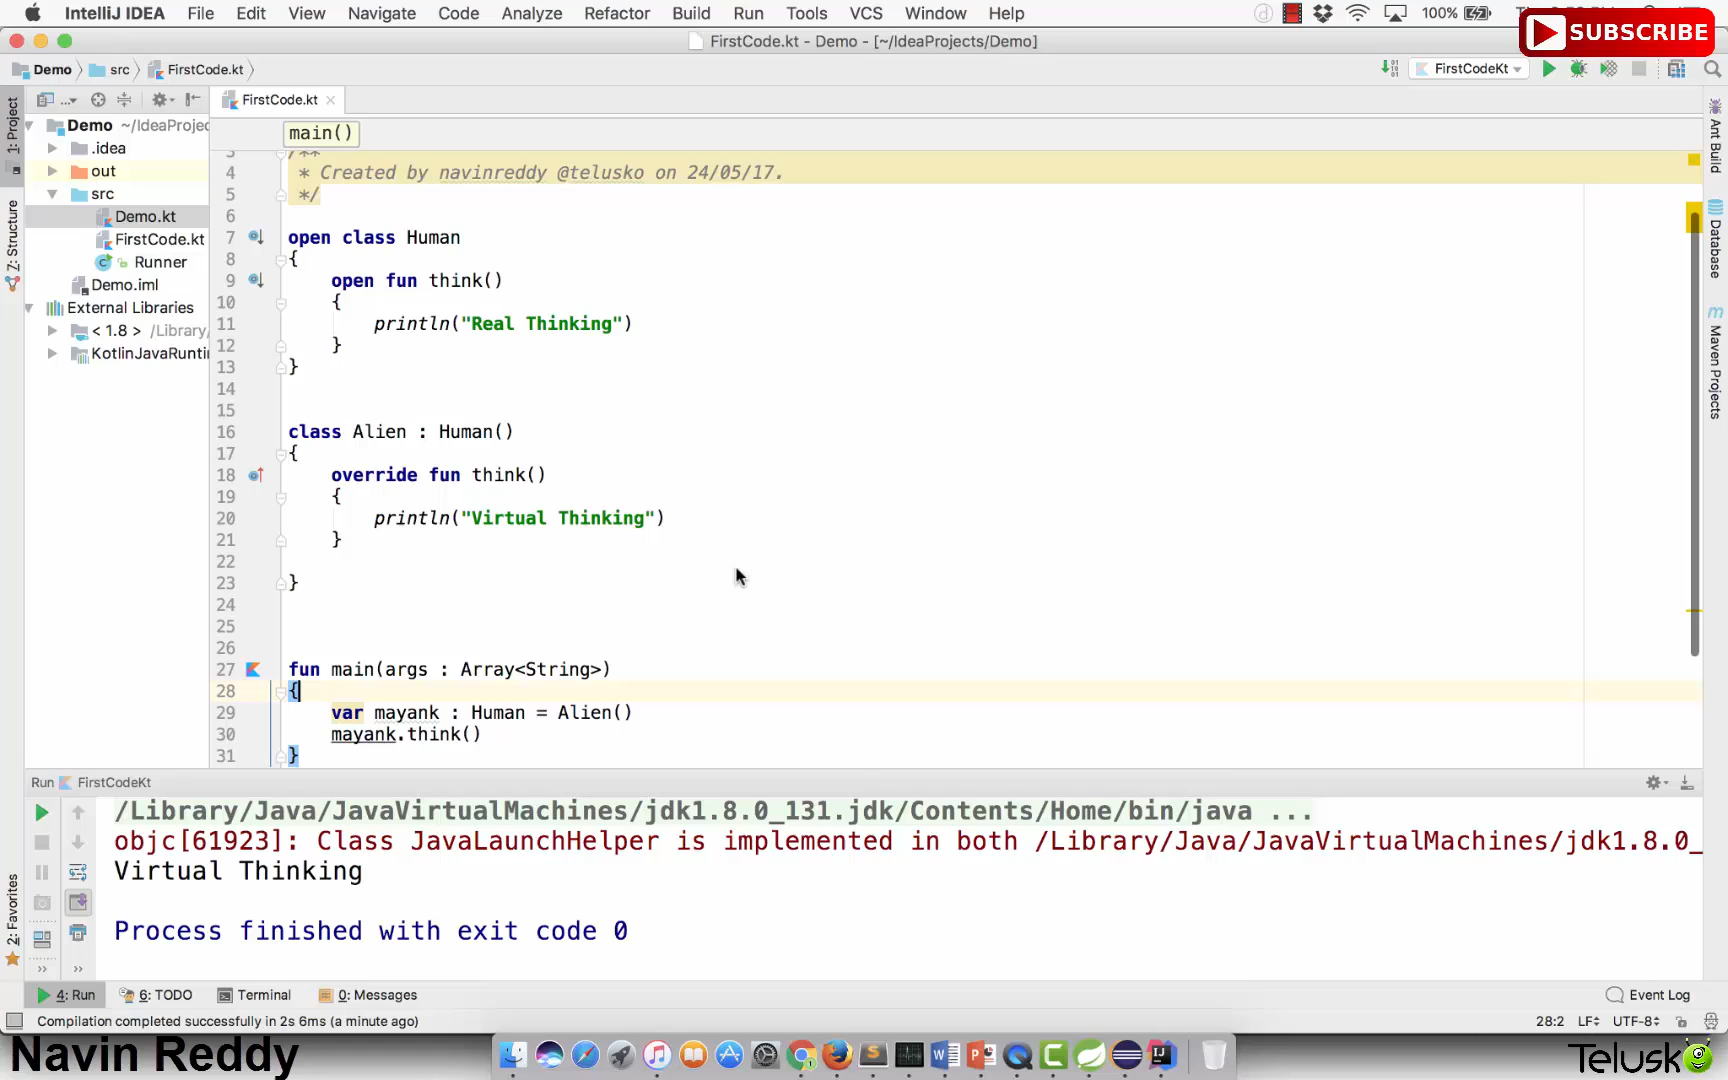 IntelliJ IDEA File Edit View Navigate Code Analyze Refactor Build Run Tools VCS Window Help 100%
SUBSCRIBE
FirstCode.kt - Demo - [~/IdeaProjects/Demo]
Demo src FirstCode.kt FirstCodeKt
FirstCode.kt
main()
1: Project
Z: Structure
2: Favorites
Demo ~/IdeaProjec
.idea
out
src
Demo.kt
FirstCode.kt
Runner
Demo.iml
External Libraries
< 1.8 > /Library/
KotlinJavaRunti
3 /**
4 * Created by navinreddy @telusko on 24/05/17.
5 */
6
7 open class Human
8 {
9 open fun think()
10 {
11 println("Real Thinking")
12 }
13 }
14
15
16 class Alien : Human()
17 {
18 override fun think()
19 {
20 println("Virtual Thinking")
21 }
22
23 }
24
25
26
27 fun main(args : Array<String>)
28 {
29 var mayank : Human = Alien()
30 mayank.think()
31 }
Ant Build
Database
Maven Projects
Run FirstCodeKt
/Library/Java/JavaVirtualMachines/jdk1.8.0_131.jdk/Contents/Home/bin/java ...
objc[61923]: Class JavaLaunchHelper is implemented in both /Library/Java/JavaVirtualMachines/jdk1.8.0_
Virtual Thinking
Process finished with exit code 0
4: Run 6: TODO Terminal 0: Messages Event Log
Compilation completed successfully in 2s 6ms (a minute ago) 28:2 LF UTF-8
Navin Reddy
Telusko